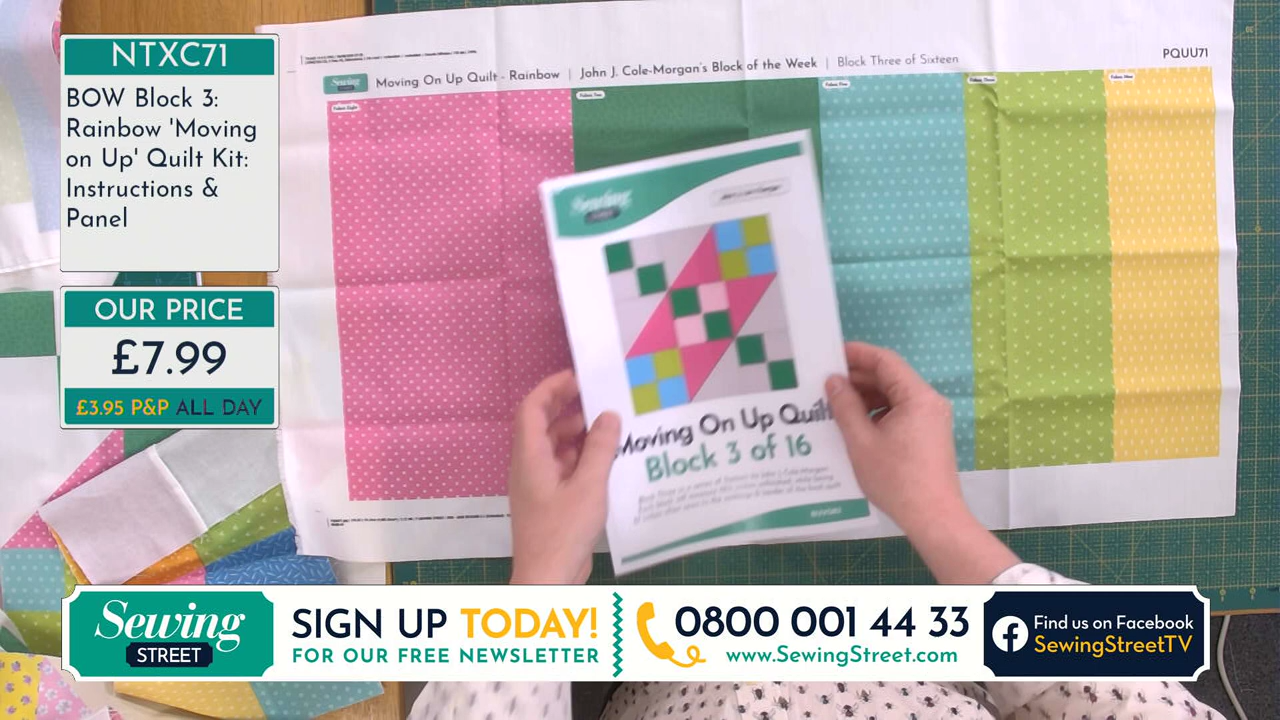 NTXC71
BOW Block 3:
Rainbow 'Moving
on Up' Quilt Kit:
Instructions &
Panel
OUR PRICE
£7.99
£3.95 P&P ALL DAY
Sewing
Moving On Up Quilt - Rainbow | John J. Cole-Morgan's Block of the Week | Block Three of Sixteen
PQUU71
Sewing
STREET
Moving On Up Quilt
Block 3 of 16
Sewing
STREET
SIGN UP TODAY!
FOR OUR FREE NEWSLETTER
0800 001 44 33
www.SewingStreet.com
Find us on Facebook
SewingStreetTV